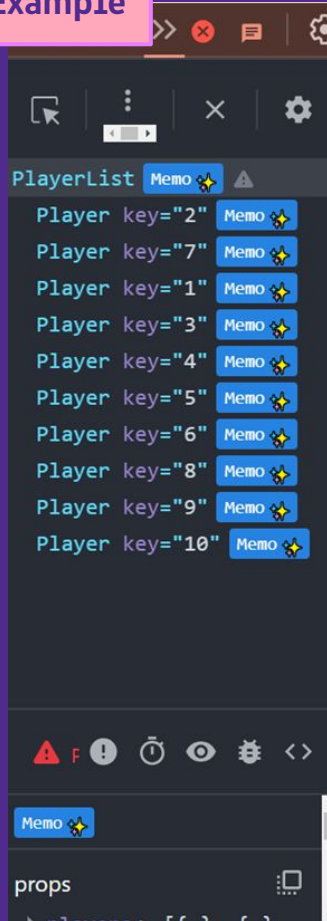 Example
PlayerList Memo ✨
Player key="2" Memo ✨
Player key="7" Memo ✨
Player key="1" Memo ✨
Player key="3" Memo ✨
Player key="4" Memo ✨
Player key="5" Memo ✨
Player key="6" Memo ✨
Player key="8" Memo ✨
Player key="9" Memo ✨
Player key="10" Memo ✨
Memo ✨
props